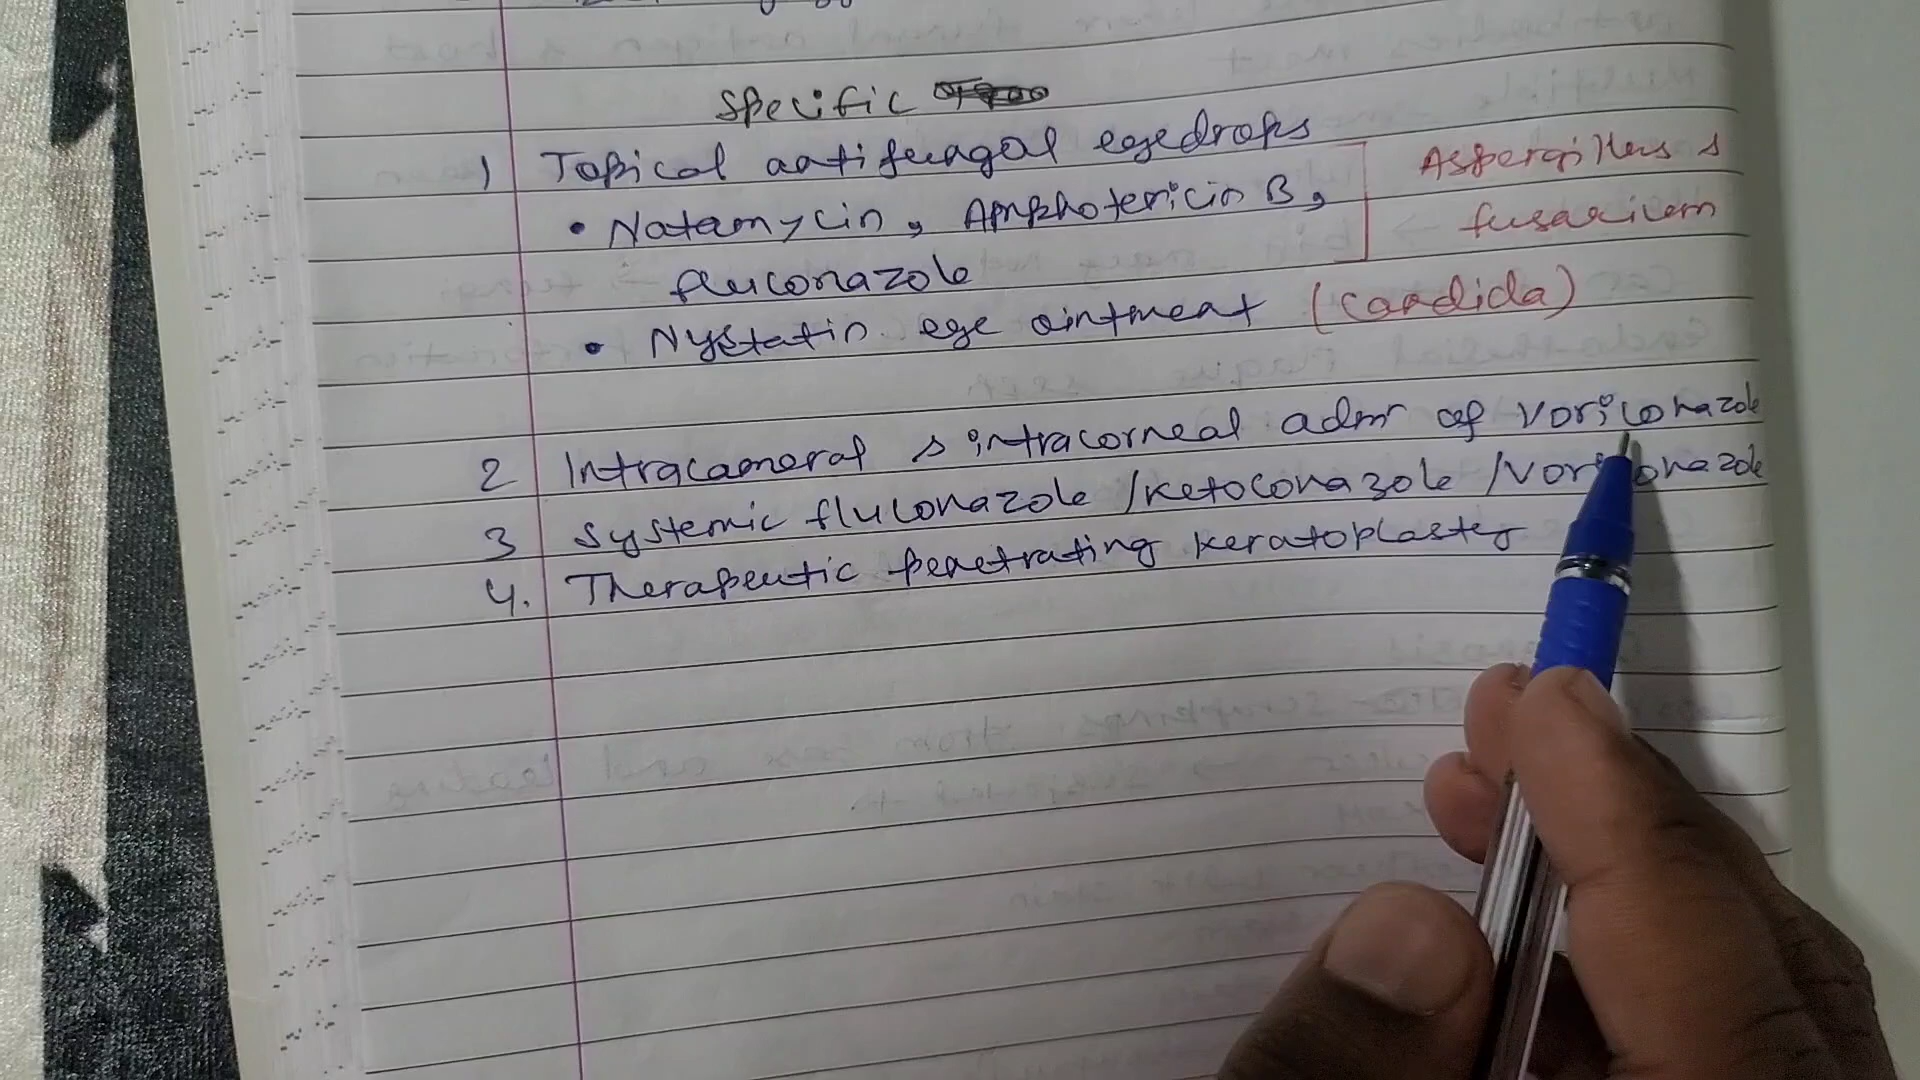 Specific
1 Topical antifungal eyedrops
• Natamycin, Amphotericin B,
fluconazole
Aspergillus &
fusarium
• Nystatin eye ointment (Candida)
2 Intracameral & intracorneal admn of Voriconazole
3 Systemic fluconazole /Ketoconazole /Voriconazole
4. Therapeutic penetrating keratoplasty